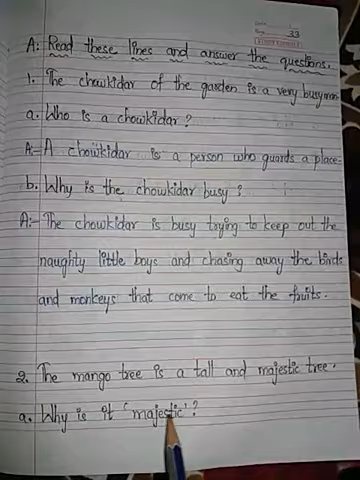 33
A: Read these lines and answer the questions.
1. The chowkidar of the garden is a very busy man
a. Who is a chowkidar?
A:- A chowkidar is a person who guards a place.
b. Why is the chowkidar busy?
A:- The chowkidar is busy trying to keep out the
naughty little boys and chasing away the birds
and monkeys that come to eat the fruits.
2. The mango tree is a tall and majestic tree.
a. Why is it 'majestic'?